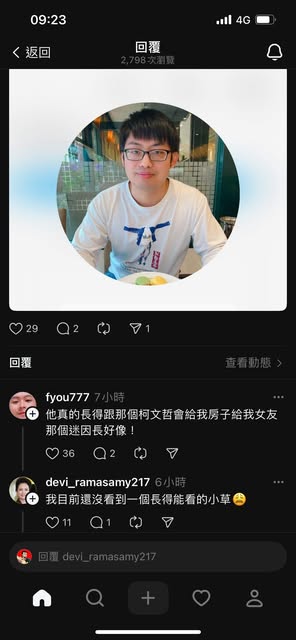 09:23
4G
返回
回覆
2,798次瀏覽
29 2 1
回覆
查看動態
fyou777 7小時
他真的長得跟那個柯文哲會給我房子給我女友
那個迷因長好像！
36 2
devi_ramasamy217 6小時
我目前還沒看到一個長得能看的小草😩
11 1
回覆 devi_ramasamy217